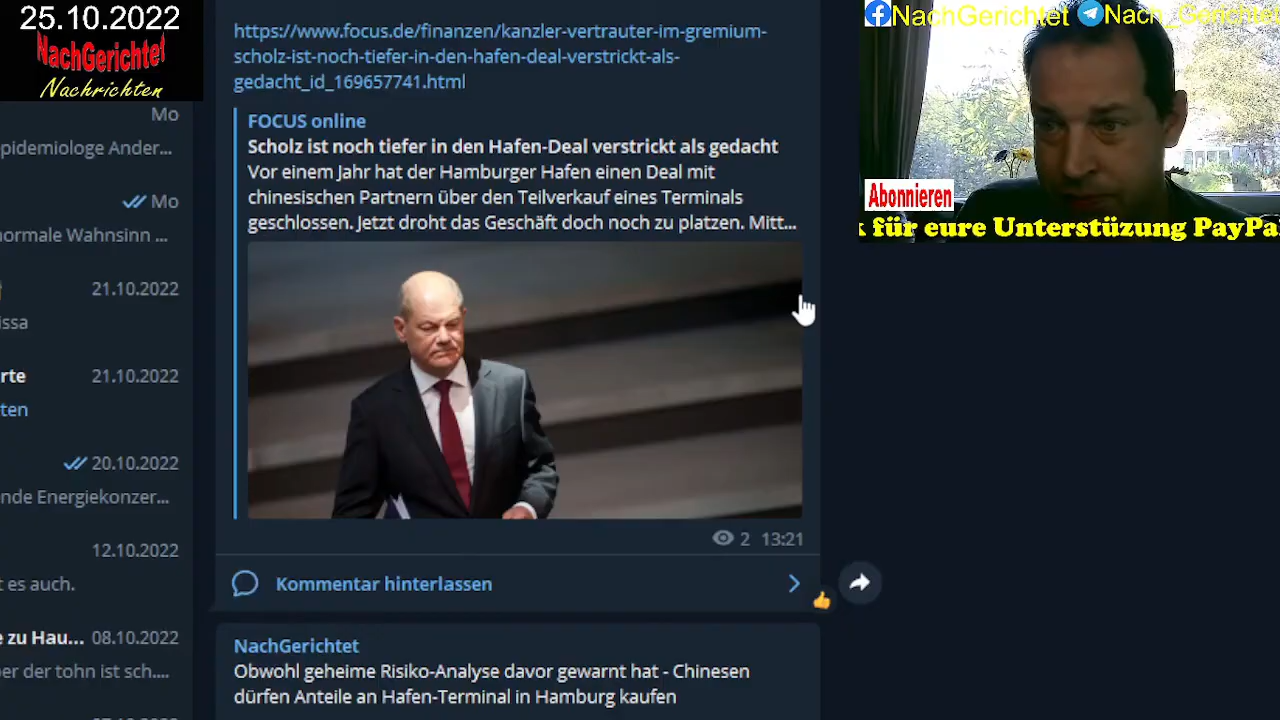 25.10.2022
NachGerichtet
Nachrichten
Mo
pidemiologe Ander...
Mo
normale Wahnsinn ...
21.10.2022
issa
rte
21.10.2022
ten
20.10.2022
nde Energiekonzer...
12.10.2022
t es auch.
e zu Hau...
08.10.2022
er der tohn ist sch....
https://www.focus.de/finanzen/kanzler-vertrauter-im-gremium-
scholz-ist-noch-tiefer-in-den-hafen-deal-verstrickt-als-
gedacht_id_169657741.html
FOCUS online
Scholz ist noch tiefer in den Hafen-Deal verstrickt als gedacht
Vor einem Jahr hat der Hamburger Hafen einen Deal mit
chinesischen Partnern über den Teilverkauf eines Terminals
geschlossen. Jetzt droht das Geschäft doch noch zu platzen. Mitt...
2 13:21
Kommentar hinterlassen
NachGerichtet
Obwohl geheime Risiko-Analyse davor gewarnt hat - Chinesen
dürfen Anteile an Hafen-Terminal in Hamburg kaufen
NachGerichtet
Nach_Gerichtet
Abonnieren
k für eure Unterstüzung PayPa